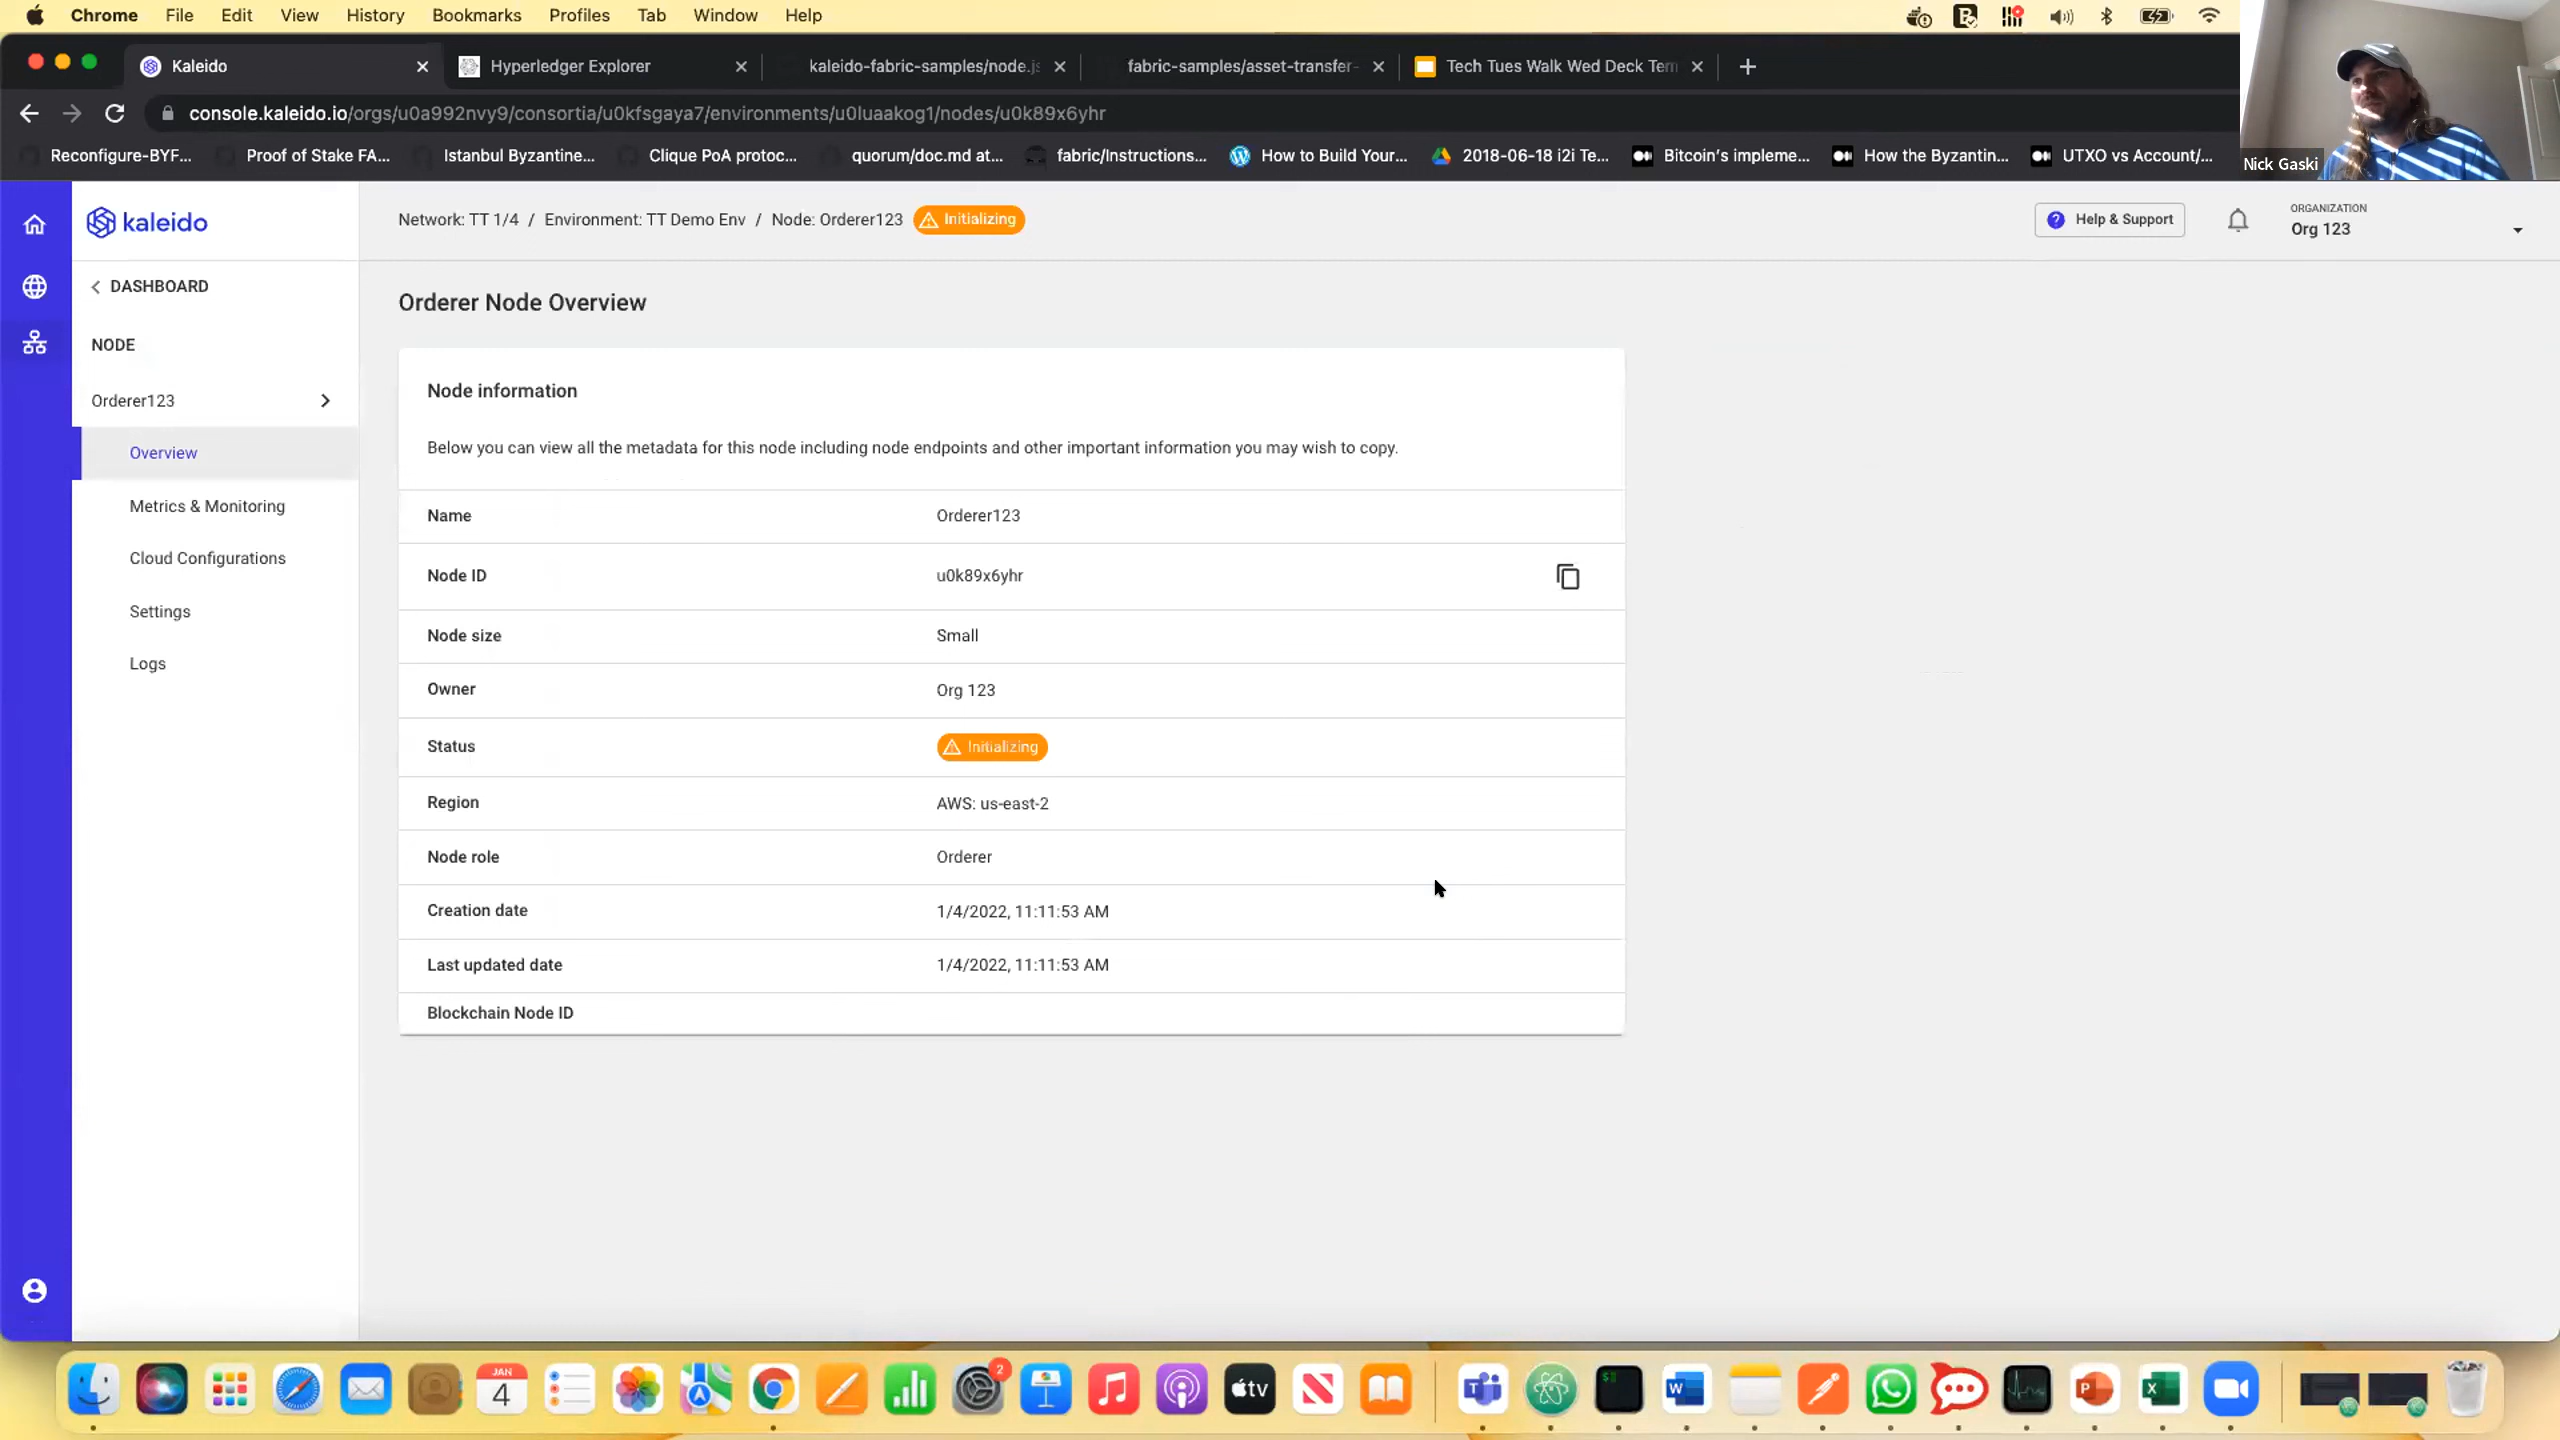 Chrome File Edit View History Bookmarks Profiles Tab Window Help
Kaleido Hyperledger Explorer kaleido-fabric-samples/node.js fabric-samples/asset-transfer- Tech Tues Walk Wed Deck Tem
console.kaleido.io/orgs/u0a992nvy9/consortia/u0kfsgaya7/environments/u0luaakog1/nodes/u0k89x6yhr
Reconfigure-BYF... Proof of Stake FA... Istanbul Byzantine... Clique PoA protoc... quorum/doc.md at... fabric/Instructions... How to Build Your... 2018-06-18 i2i Te... Bitcoin's impleme... How the Byzantin... UTXO vs Account/...
Nick Gaski
kaleido
Network: TT 1/4 / Environment: TT Demo Env / Node: Orderer123 Initializing
Help & Support
ORGANIZATION
Org 123
DASHBOARD
NODE
Orderer123
Overview
Metrics & Monitoring
Cloud Configurations
Settings
Logs
Orderer Node Overview
Node information
Below you can view all the metadata for this node including node endpoints and other important information you may wish to copy.
Name Orderer123
Node ID u0k89x6yhr
Node size Small
Owner Org 123
Status Initializing
Region AWS: us-east-2
Node role Orderer
Creation date 1/4/2022, 11:11:53 AM
Last updated date 1/4/2022, 11:11:53 AM
Blockchain Node ID
JAN
4
2
tv